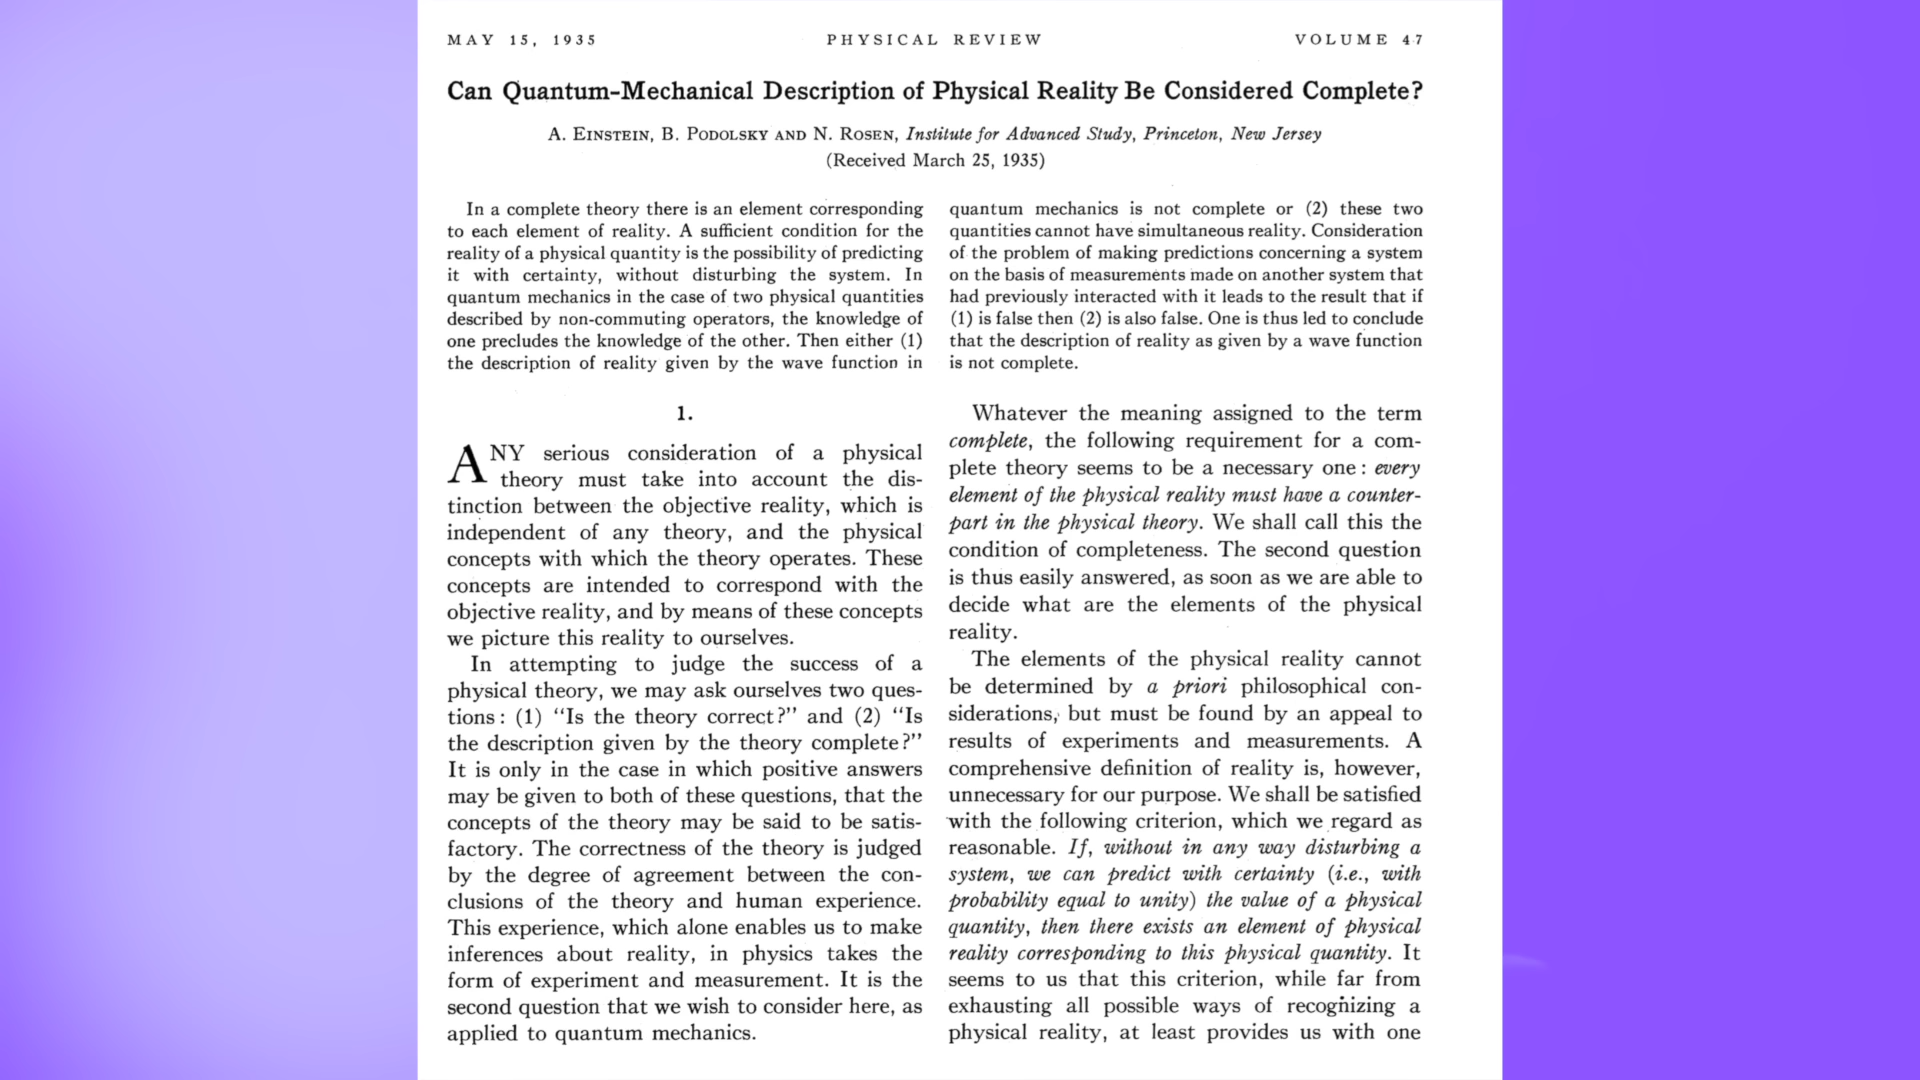 MAY 15, 1935 PHYSICAL REVIEW VOLUME 47
Can Quantum-Mechanical Description of Physical Reality Be Considered Complete?
A. EINSTEIN, B. PODOLSKY AND N. ROSEN, Institute for Advanced Study, Princeton, New Jersey
(Received March 25, 1935)
In a complete theory there is an element corresponding
to each element of reality. A sufficient condition for the
reality of a physical quantity is the possibility of predicting
it with certainty, without disturbing the system. In
quantum mechanics in the case of two physical quantities
described by non-commuting operators, the knowledge of
one precludes the knowledge of the other. Then either (1)
the description of reality given by the wave function in
quantum mechanics is not complete or (2) these two
quantities cannot have simultaneous reality. Consideration
of the problem of making predictions concerning a system
on the basis of measurements made on another system that
had previously interacted with it leads to the result that if
(1) is false then (2) is also false. One is thus led to conclude
that the description of reality as given by a wave function
is not complete.
1.
ANY serious consideration of a physical
theory must take into account the dis-
tinction between the objective reality, which is
independent of any theory, and the physical
concepts with which the theory operates. These
concepts are intended to correspond with the
objective reality, and by means of these concepts
we picture this reality to ourselves.
In attempting to judge the success of a
physical theory, we may ask ourselves two ques-
tions: (1) “Is the theory correct?” and (2) “Is
the description given by the theory complete?”
It is only in the case in which positive answers
may be given to both of these questions, that the
concepts of the theory may be said to be satis-
factory. The correctness of the theory is judged
by the degree of agreement between the con-
clusions of the theory and human experience.
This experience, which alone enables us to make
inferences about reality, in physics takes the
form of experiment and measurement. It is the
second question that we wish to consider here, as
applied to quantum mechanics.
Whatever the meaning assigned to the term
complete, the following requirement for a com-
plete theory seems to be a necessary one: every
element of the physical reality must have a counter-
part in the physical theory. We shall call this the
condition of completeness. The second question
is thus easily answered, as soon as we are able to
decide what are the elements of the physical
reality.
The elements of the physical reality cannot
be determined by a priori philosophical con-
siderations, but must be found by an appeal to
results of experiments and measurements. A
comprehensive definition of reality is, however,
unnecessary for our purpose. We shall be satisfied
with the following criterion, which we regard as
reasonable. If, without in any way disturbing a
system, we can predict with certainty (i.e., with
probability equal to unity) the value of a physical
quantity, then there exists an element of physical
reality corresponding to this physical quantity. It
seems to us that this criterion, while far from
exhausting all possible ways of recognizing a
physical reality, at least provides us with one